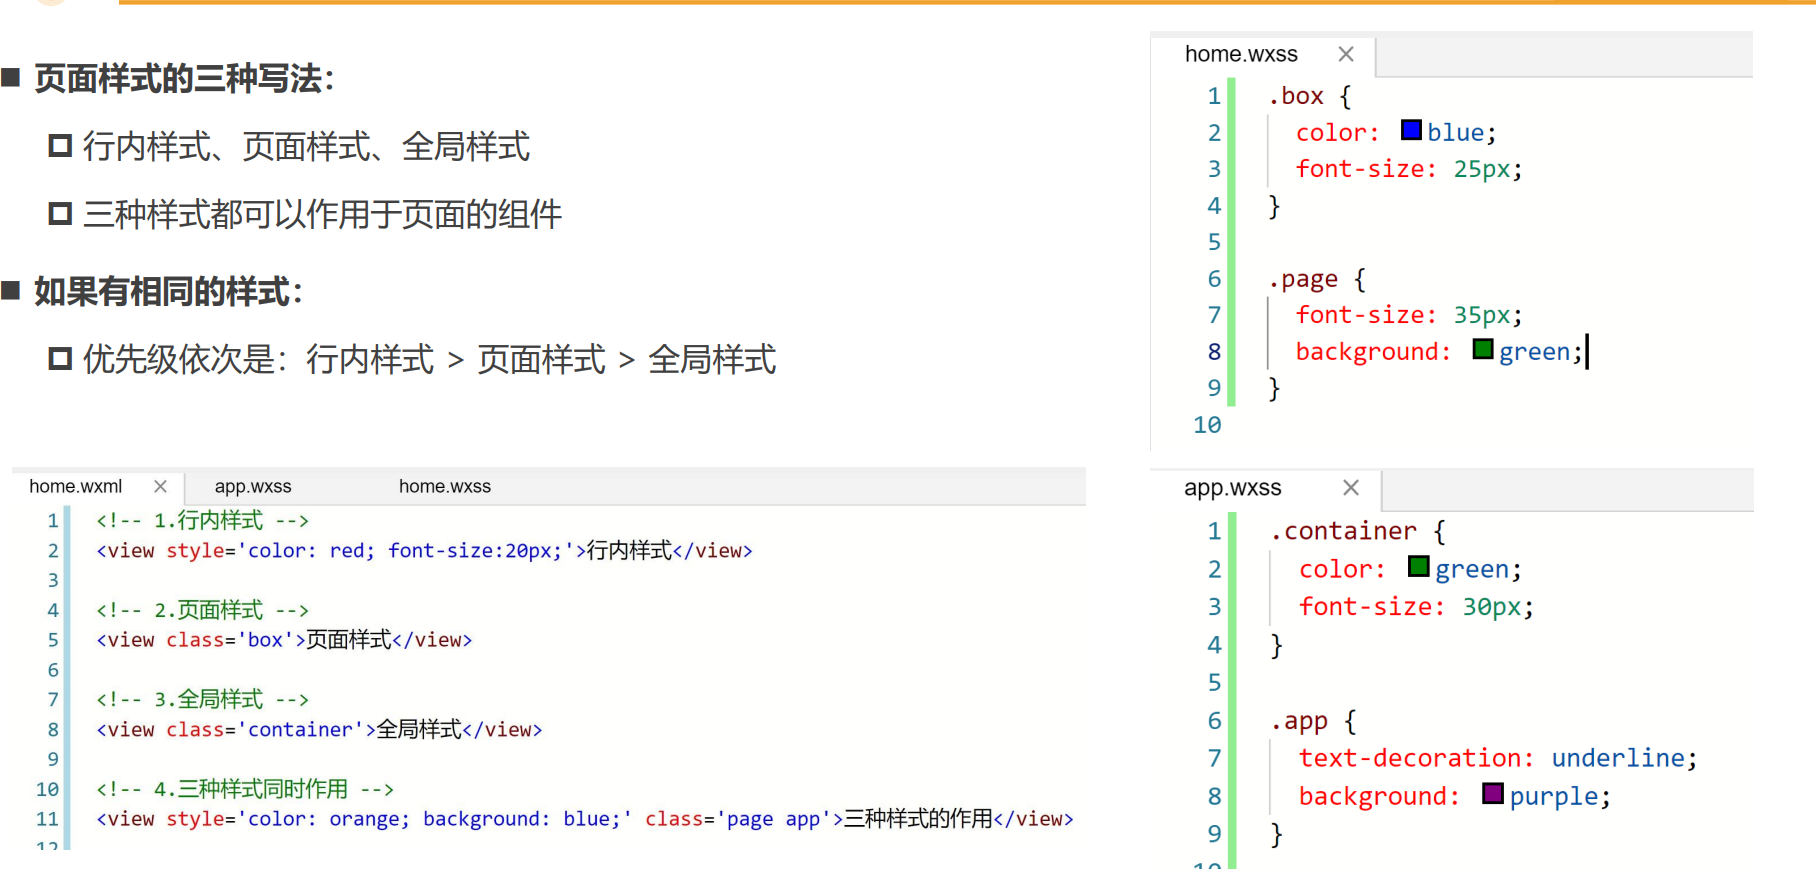 ■ 页面样式的三种写法：
行内样式、页面样式、全局样式
三种样式都可以作用于页面的组件
■ 如果有相同的样式：
优先级依次是：行内样式 > 页面样式 > 全局样式
home.wxml × app.wxss home.wxss
1 <!-- 1.行内样式 -->
2 <view style='color: red; font-size:20px;'>行内样式</view>
3
4 <!-- 2.页面样式 -->
5 <view class='box'>页面样式</view>
6
7 <!-- 3.全局样式 -->
8 <view class='container'>全局样式</view>
9
10 <!-- 4.三种样式同时作用 -->
11 <view style='color: orange; background: blue;' class='page app'>三种样式的作用</view>
12
home.wxss ×
1 .box {
2 color: blue;
3 font-size: 25px;
4 }
5
6 .page {
7 font-size: 35px;
8 background: green;
9 }
10
app.wxss ×
1 .container {
2 color: green;
3 font-size: 30px;
4 }
5
6 .app {
7 text-decoration: underline;
8 background: purple;
9 }
10